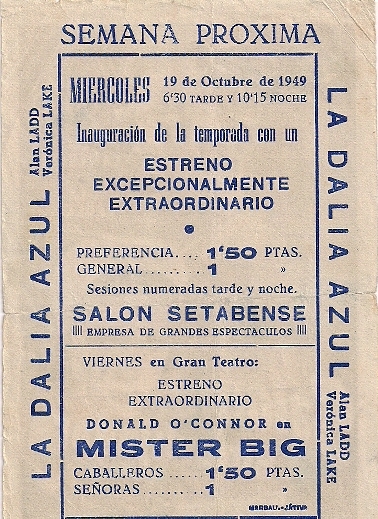 SEMANA PROXIMA
LA DALIA AZUL
Alan LADD
Verónica LAKE
MIERCOLES
19 de Octubre de 1949
6'30 TARDE Y 10'15 NOCHE
Inauguración de la temporada con un
ESTRENO
EXCEPCIONALMENTE
EXTRAORDINARIO
PREFERENCIA.... 1'50 PTAS.
GENERAL......... 1 »
Sesiones numeradas tarde y noche.
SALON SETABENSE
EMPRESA DE GRANDES ESPECTACULOS
VIERNES en Gran Teatro:
ESTRENO
EXTRAORDINARIO
DONALD O'CONNOR en
MISTER BIG
CABALLEROS ...... 1'50 PTAS.
SEÑORAS ......... 1 »
MARBAU.-JÁTIVA
LA DALIA AZUL
Alan LADD
Verónica LAKE